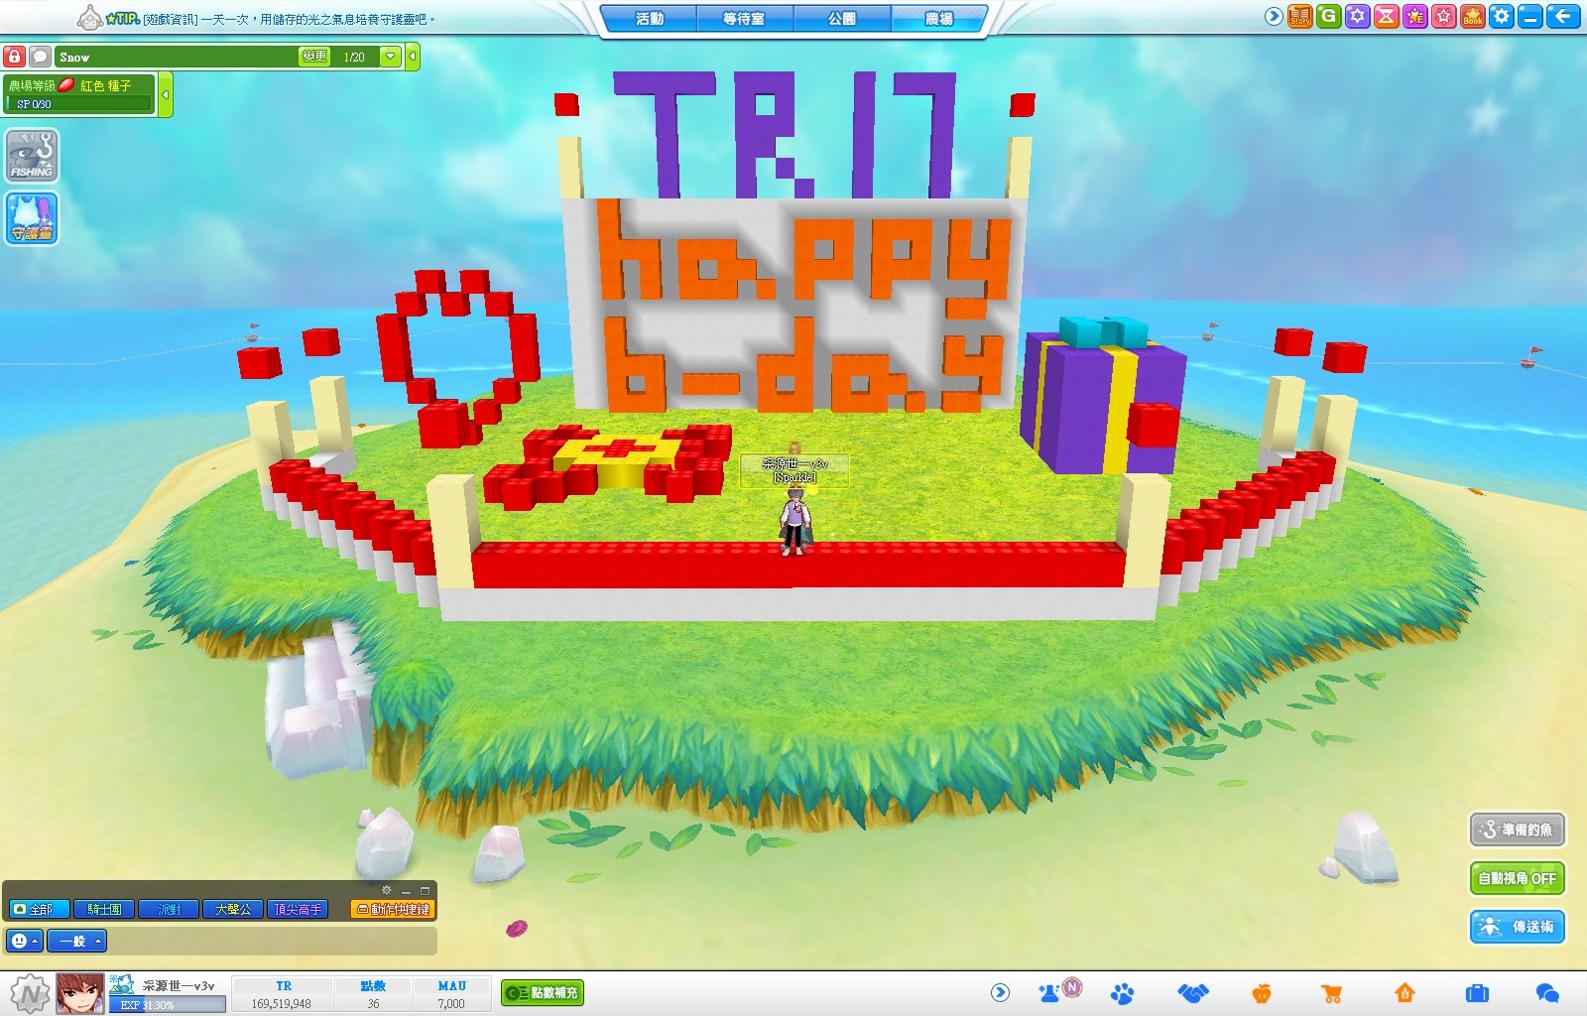 ★TIP. [遊戲資訊] 一天一次，用儲存的光之氣息培養守護靈吧。
活動 等待室 公園 農場
Story G E Book
Snow 變更 1/20
農場等級 紅色 種子
SP 0/30
FISHING
守護靈
TR 17
happy
b-day
采源世一v3v
[Sparkle]
準備釣魚
自動視角 OFF
傳送術
全部 騎士團 派對 大聲公 頂尖高手 動作快捷鍵
一般
N 采源世一v3v TR 點數 MAU 點數補充 N
EXP 31.30% 169,519,948 36 7,000